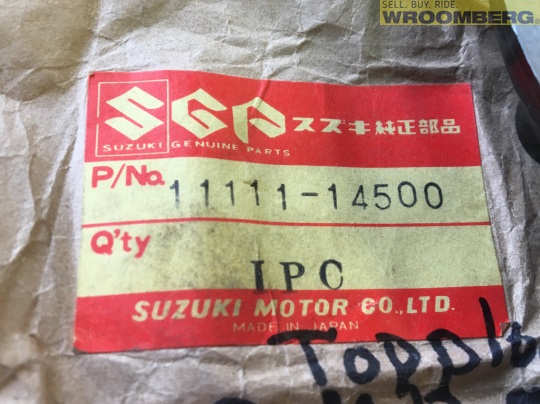 SELL. BUY. RIDE.
WROOMBERG
SGP スズキ純正部品
SUZUKI GENUINE PARTS
P/No. 11111-14500
Q'ty 1PC
SUZUKI MOTOR CO.,LTD.
MADE IN JAPAN